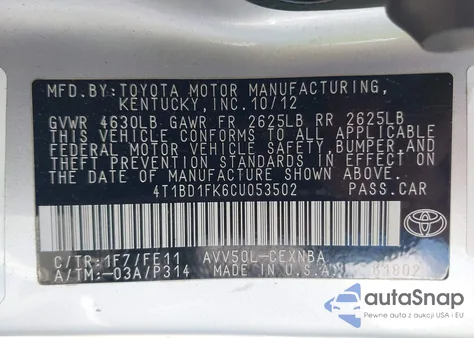 MFD.BY: TOYOTA MOTOR MANUFACTURING,
KENTUCKY, INC. 10/12
GVWR 4630LB GAWR FR 2625LB RR 2625LB
THIS VEHICLE CONFORMS TO ALL APPLICABLE
FEDERAL MOTOR VEHICLE SAFETY, BUMPER, AND
THEFT PREVENTION STANDARDS IN EFFECT ON
THE DATE OF MANUFACTURE SHOWN ABOVE.
4T1BD1FK6CU053502 PASS.CAR
C/TR: 1F7/FE11 AVV50L-CEXNBA
A/TM: -03A/P314 MADE IN U.S.A.
TOYOTA
autoSnap
Pewne auta z aukcji USA i EU